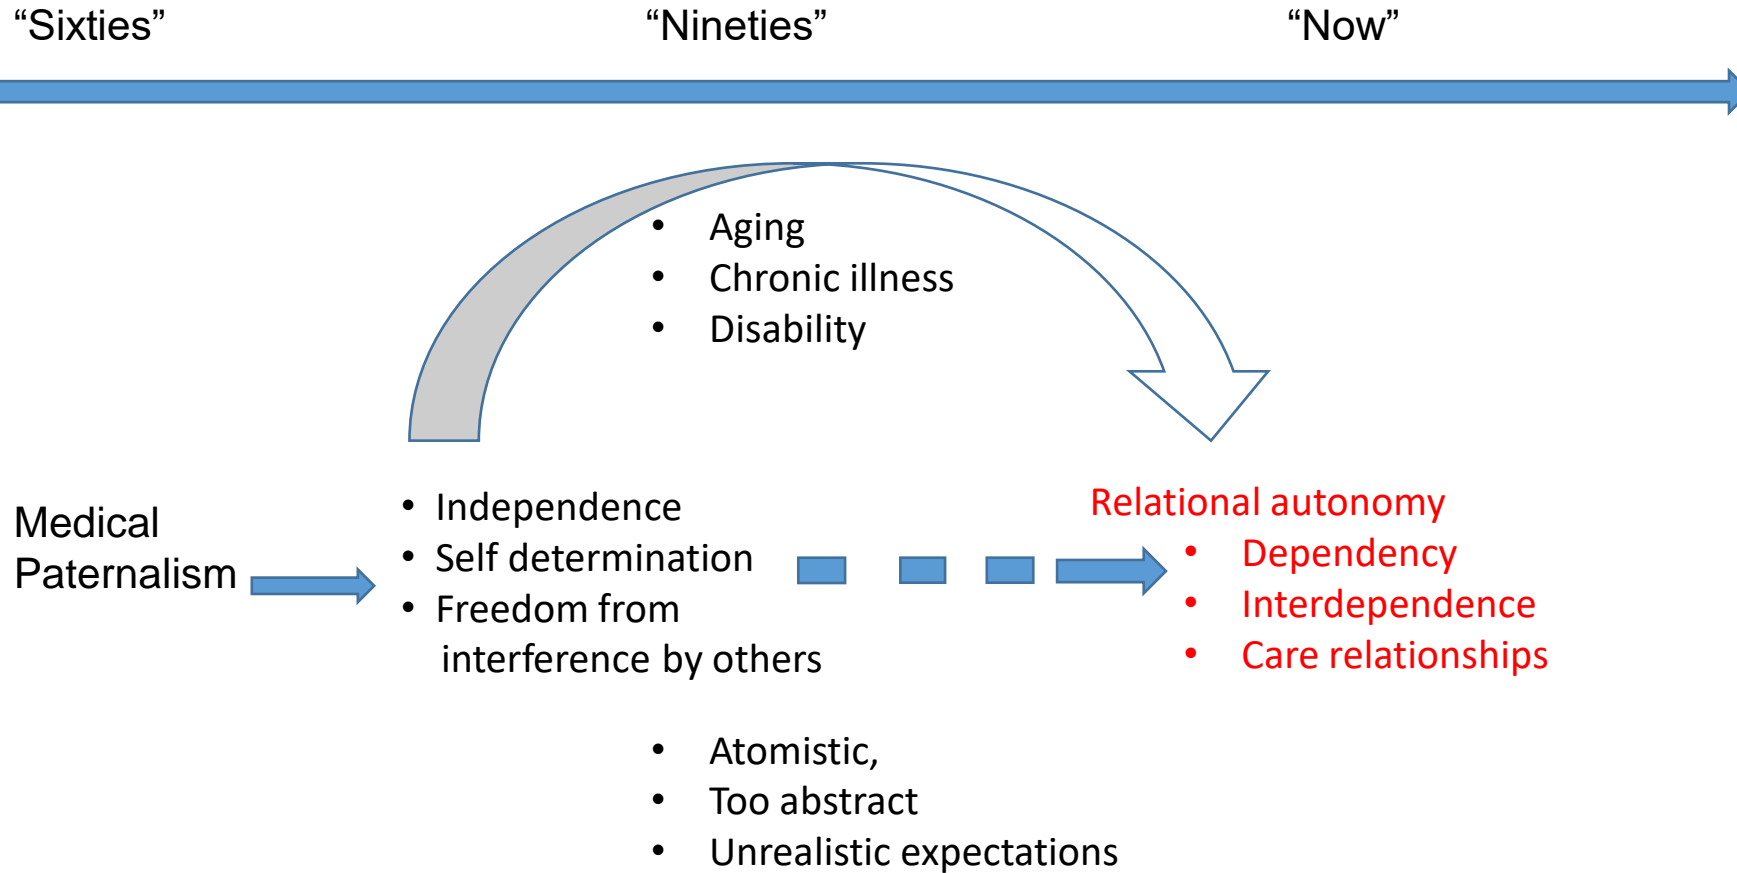 “Sixties”
“Nineties”
“Now”
• Aging
• Chronic illness
• Disability
Medical
Paternalism
• Independence
• Self determination
• Freedom from
interference by others
Relational autonomy
• Dependency
• Interdependence
• Care relationships
• Atomistic,
• Too abstract
• Unrealistic expectations